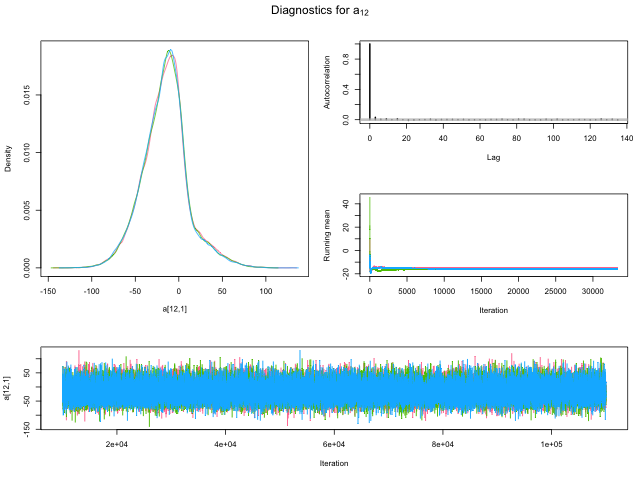 Diagnostics for a₁₂
Density
0.000
0.005
0.010
0.015
-150
-100
-50
0
50
100
a[12,1]
Autocorrelation
0.0
0.4
0.8
0
20
40
60
80
100
120
140
Lag
Running mean
-20
0
20
40
0
5000
10000
15000
20000
25000
30000
Iteration
a[12,1]
-150
-50
50
2e+04
4e+04
6e+04
8e+04
1e+05
Iteration